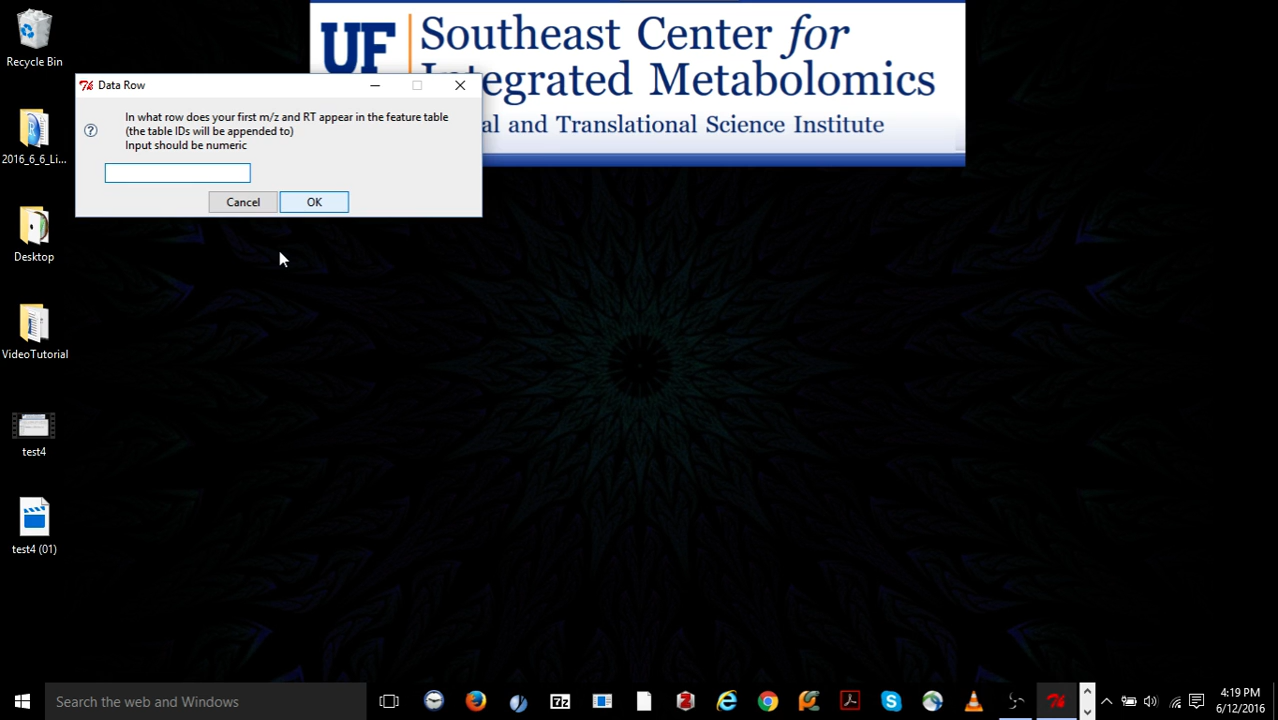 Recycle Bin
UF
Southeast Center for
Integrated Metabolomics
al and Translational Science Institute
Data Row
In what row does your first m/z and RT appear in the feature table
(the table IDs will be appended to)
Input should be numeric
Cancel
OK
2016_6_6_Li...
Desktop
VideoTutorial
test4
test4 (01)
Search the web and Windows
7z
4:19 PM
6/12/2016